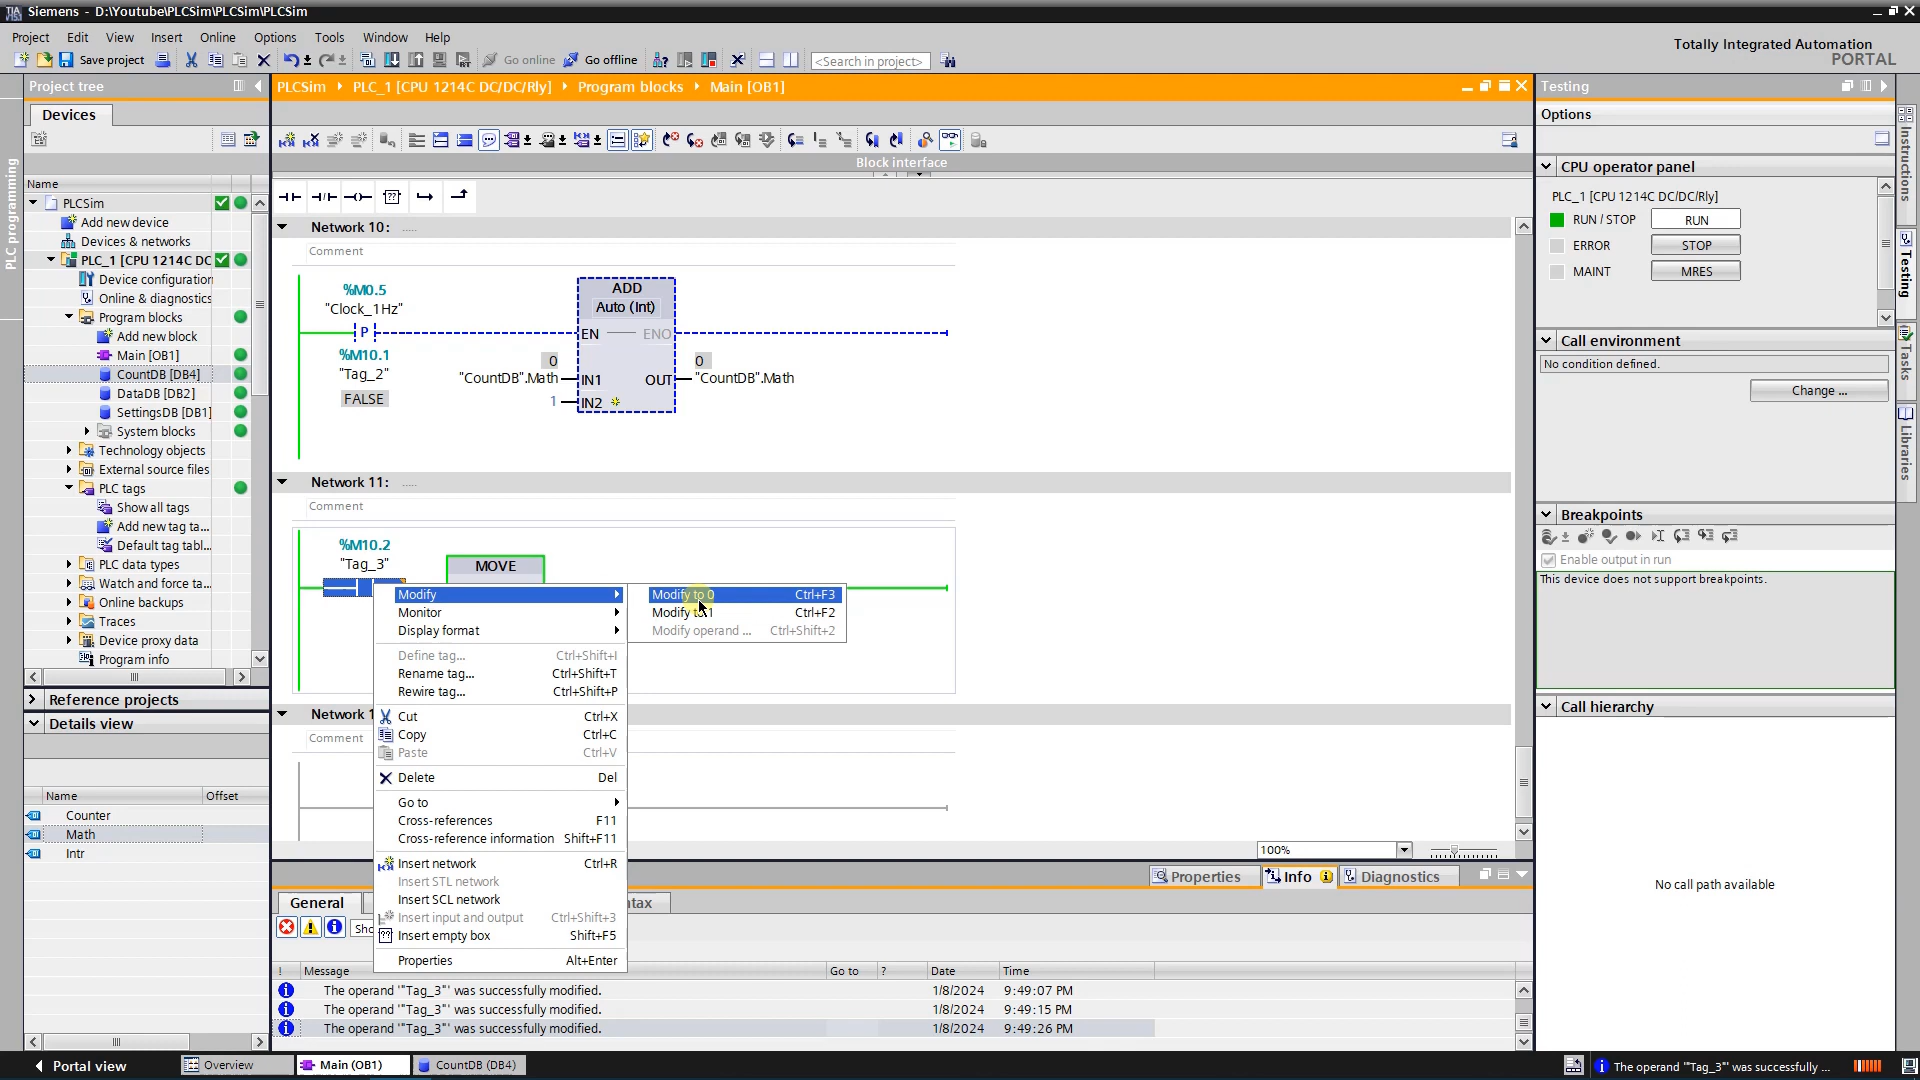 Siemens - D:\Youtube\PLCSim\PLCSim\PLCSim
Project Edit View Insert Online Options Tools Window Help
Totally Integrated Automation
PORTAL
Save project
Go online
Go offline
<Search in project>
Project tree
Devices
PLC programming
Name
PLCSim
Add new device
Devices & networks
PLC_1 [CPU 1214C DC
Device configuration
Online & diagnostics
Program blocks
Add new block
Main [OB1]
CountDB [DB4]
DataDB [DB2]
SettingsDB [DB1]
System blocks
Technology objects
External source files
PLC tags
Show all tags
Add new tag ta...
Default tag tabl...
PLC data types
Watch and force ta...
Online backups
Traces
Device proxy data
Program info
Reference projects
Details view
Name Offset
Counter
Math
Intr
PLCSim PLC_1 [CPU 1214C DC/DC/Rly] Program blocks Main [OB1]
Block interface
Network 10: .....
Comment
%M0.5
"Clock_1Hz"
P
%M10.1
"Tag_2"
FALSE
ADD
Auto (Int)
EN ENO
0 0
"CountDB".Math IN1 OUT "CountDB".Math
1 IN2
Network 11: .....
Comment
%M10.2
"Tag_3"
MOVE
Modify
Monitor
Display format
Define tag... Ctrl+Shift+I
Rename tag... Ctrl+Shift+T
Rewire tag... Ctrl+Shift+P
Cut Ctrl+X
Copy Ctrl+C
Paste Ctrl+V
Delete Del
Go to
Cross-references F11
Cross-reference information Shift+F11
Insert network Ctrl+R
Insert STL network
Insert SCL network
Insert input and output Ctrl+Shift+3
Insert empty box Shift+F5
Properties Alt+Enter
Modify to 0 Ctrl+F3
Modify to 1 Ctrl+F2
Modify operand ... Ctrl+Shift+2
Network 1
Comment
100%
Properties Info Diagnostics
General
tax
Sho
! Message Go to ? Date Time
The operand '"Tag_3"' was successfully modified. 1/8/2024 9:49:07 PM
The operand '"Tag_3"' was successfully modified. 1/8/2024 9:49:15 PM
The operand '"Tag_3"' was successfully modified. 1/8/2024 9:49:26 PM
Testing
Options
CPU operator panel
PLC_1 [CPU 1214C DC/DC/Rly]
RUN / STOP RUN
ERROR STOP
MAINT MRES
Call environment
No condition defined.
Change ...
Breakpoints
Enable output in run
This device does not support breakpoints.
Call hierarchy
No call path available
Instructions
Testing
Tasks
Libraries
Portal view
Overview
Main (OB1)
CountDB (DB4)
The operand '"Tag_3"' was successfully ...